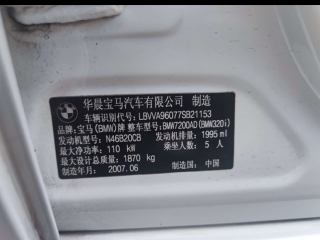 华晨宝马汽车有限公司 制造
车辆识别代号: LBVVA96077SB21153
品牌: 宝马(BMW)牌 整车型号: BMW7200AD(BMW320i)
发动机型号: N46B20CB 发动机排量: 1995 ml
最大功率: 110 kW 乘坐人数: 5 人
最大总质量: 1870 kg
制造年月: 2007.06 制造国: 中国